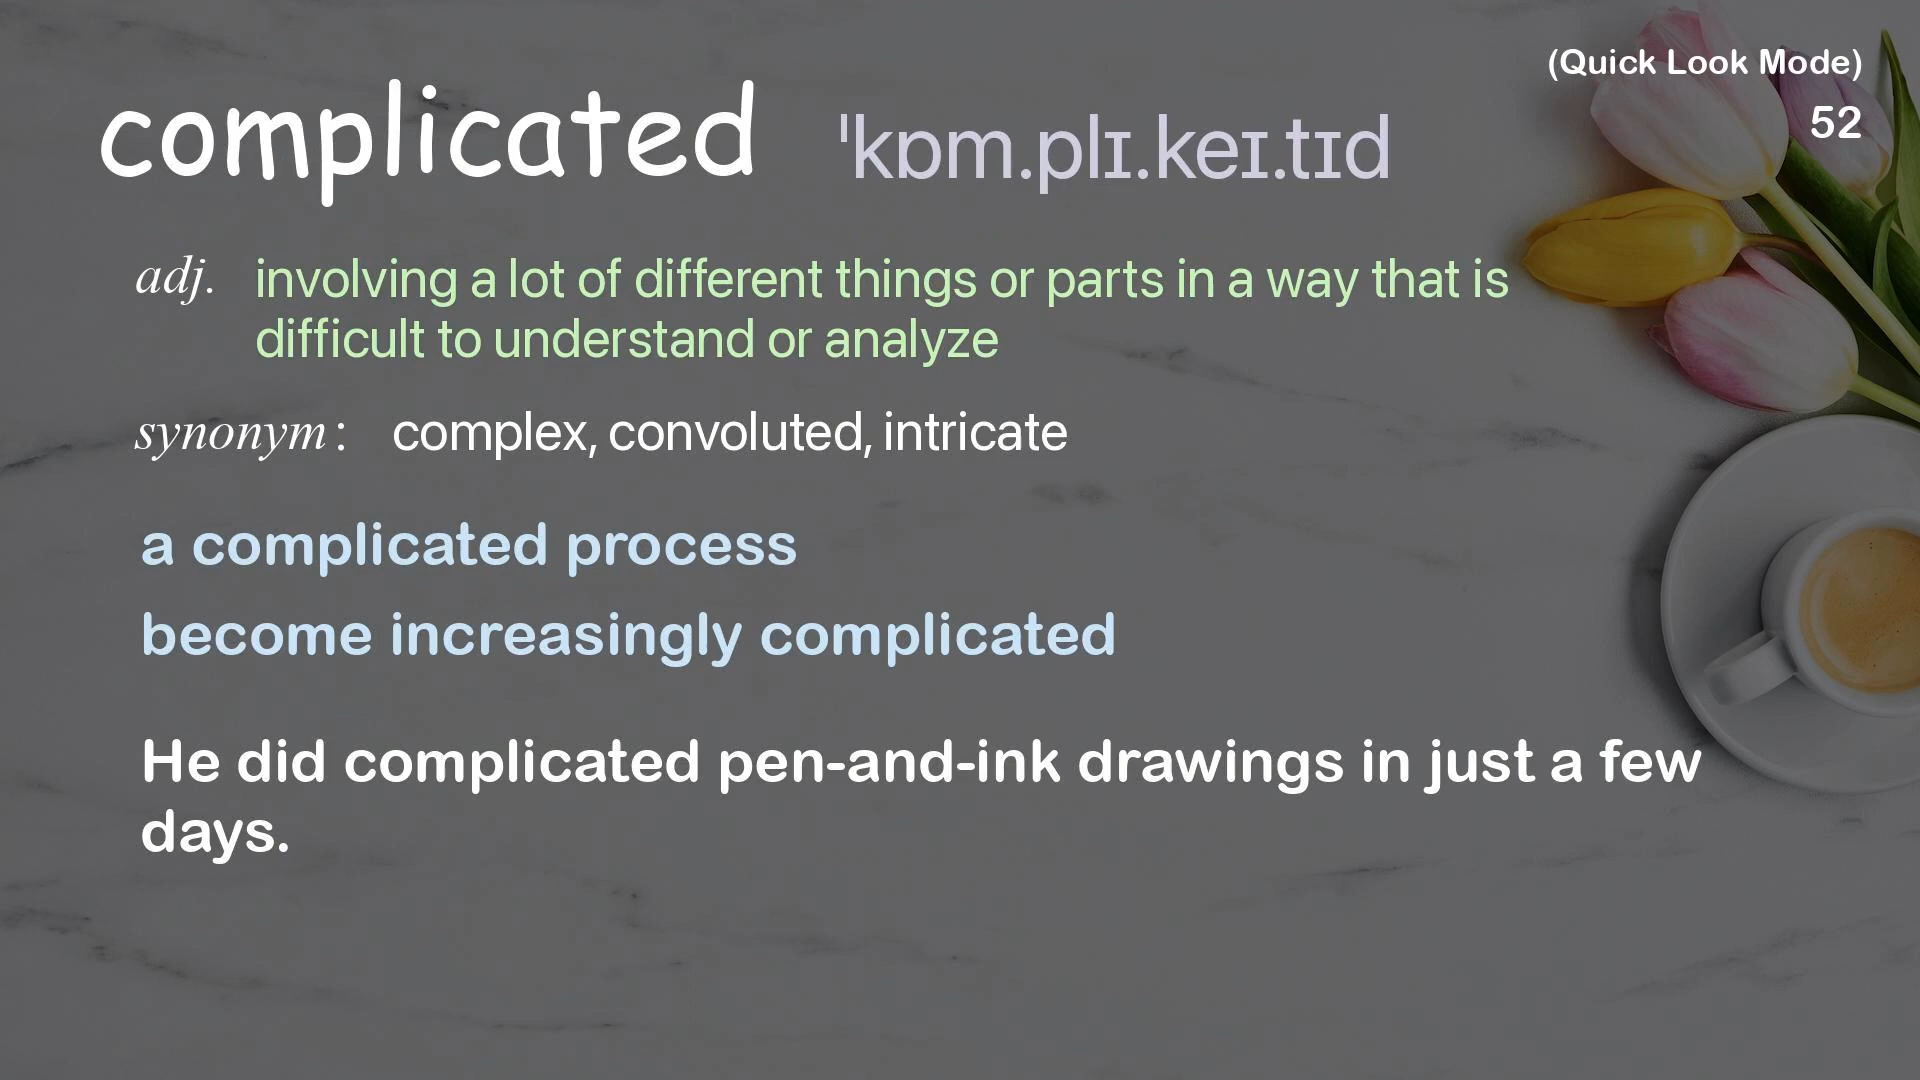 (Quick Look Mode)
52
complicated ˈkɒm.plɪ.keɪ.tɪd
adj. involving a lot of different things or parts in a way that is
difficult to understand or analyze
synonym: complex, convoluted, intricate
a complicated process
become increasingly complicated
He did complicated pen-and-ink drawings in just a few
days.